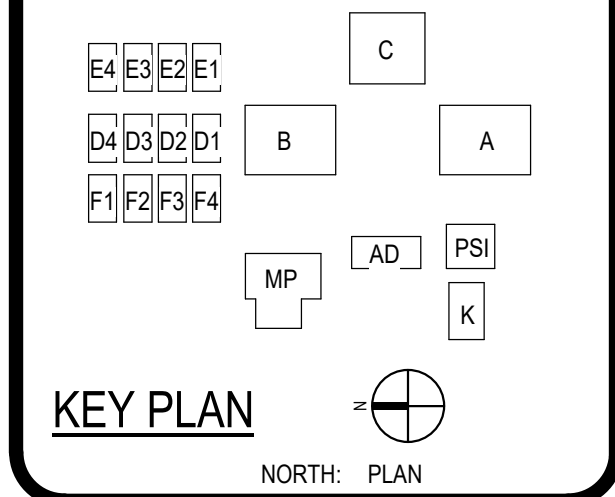 C
E4 E3 E2 E1
D4 D3 D2 D1 B A
F1 F2 F3 F4
AD PSI
MP
K
KEY PLAN
N
NORTH: PLAN